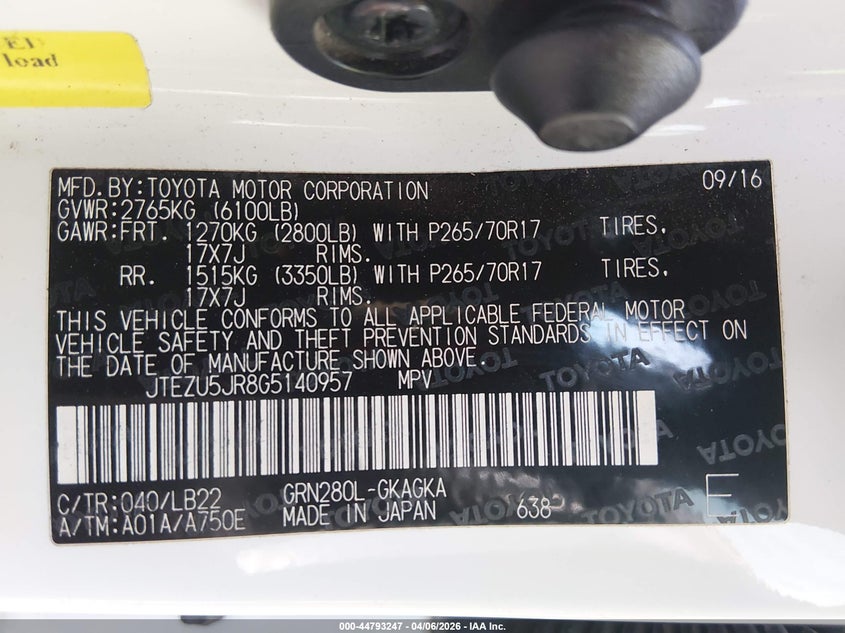 EL
load
MFD.BY:TOYOTA MOTOR CORPORATION 09/16
GVWR:2765KG (6100LB)
GAWR:FRT. 1270KG (2800LB) WITH P265/70R17 TIRES,
17X7J RIMS.
RR. 1515KG (3350LB) WITH P265/70R17 TIRES,
17X7J RIMS.
THIS VEHICLE CONFORMS TO ALL APPLICABLE FEDERAL MOTOR
VEHICLE SAFETY AND THEFT PREVENTION STANDARDS IN EFFECT ON
THE DATE OF MANUFACTURE SHOWN ABOVE.
JTEZU5JR8G5140957 MPV
C/TR:040/LB22 GRN280L-GKAGKA
A/TM:A01A/A750E MADE IN JAPAN 638 E
TOYOTA
000-44793247 - 04/06/2026 - IAA Inc.